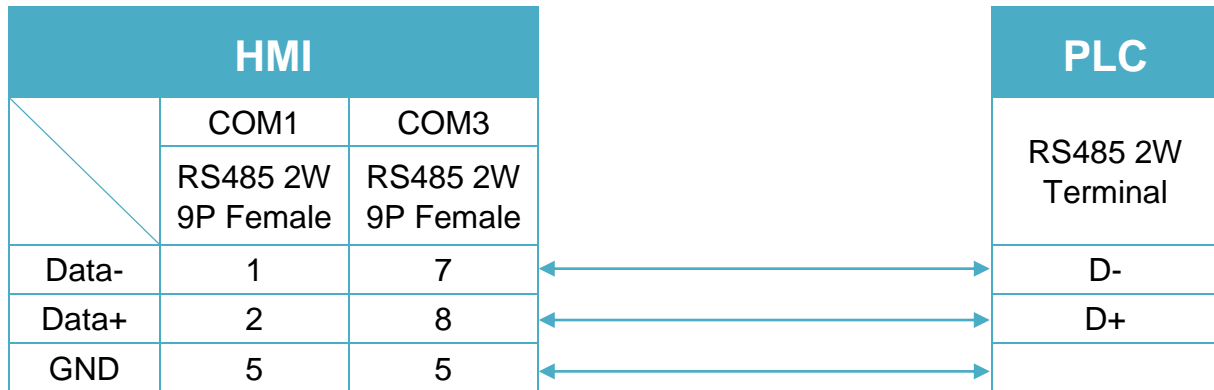 HMI PLC
COM1 COM3
RS485 2W
9P Female
RS485 2W
9P Female
RS485 2W
Terminal
Data- 1 7 D-
Data+ 2 8 D+
GND 5 5